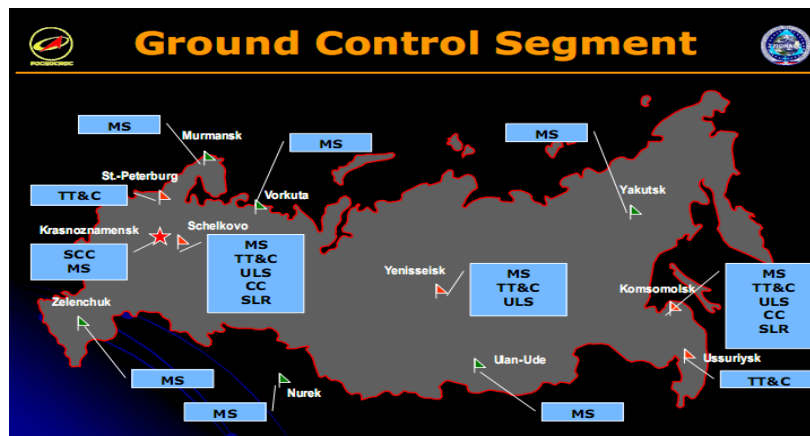 Ground Control Segment
РОСКОСМОС
MS
Murmansk
MS
MS
St-Peterburg
TT&C
Vorkuta
Yakutsk
Krasnoznamensk
Schelkovo
SCC
MS
MS
TT&C
ULS
CC
SLR
Yenisseisk
MS
TT&C
ULS
Komsomolsk
MS
TT&C
ULS
CC
SLR
Zelenchuk
MS
Nurek
MS
Ulan-Ude
MS
Ussuriysk
TT&C